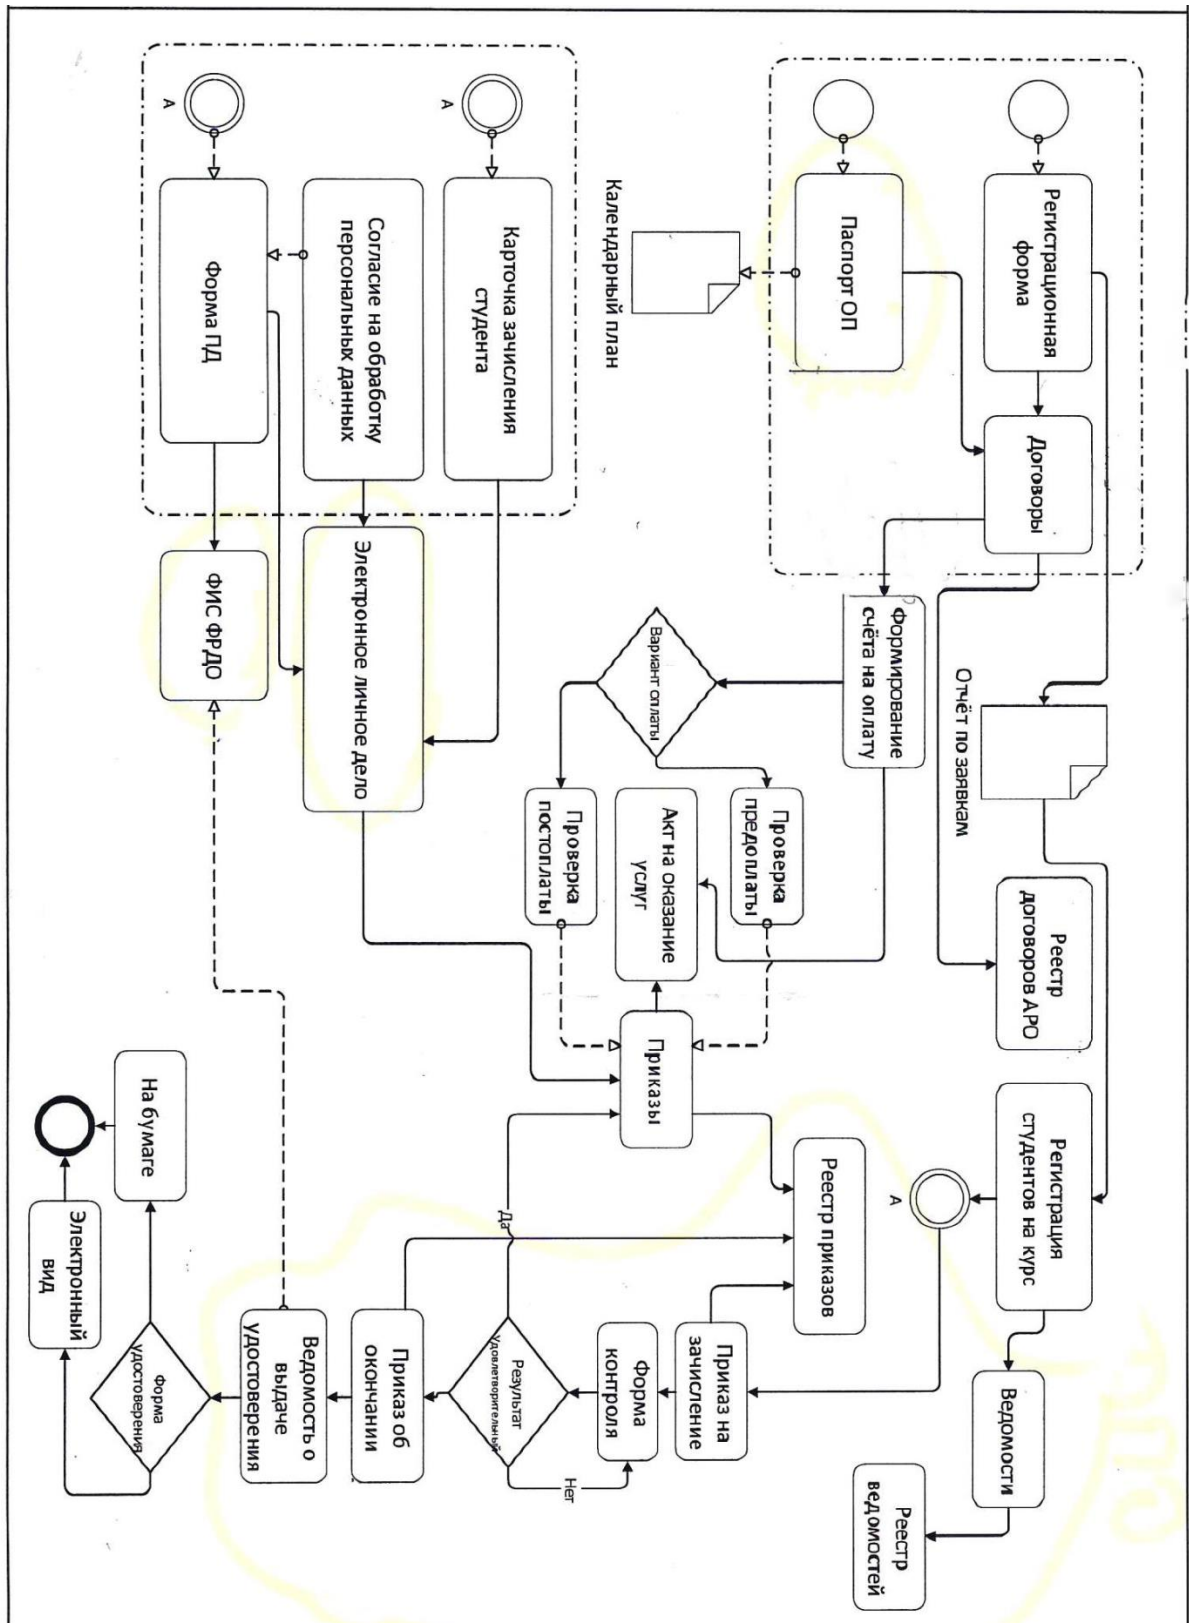 Регистрационная
форма
Договоры
Паспорт ОП
Календарный план
Формирование
счёта на оплату
Отчёт по заявкам
Реестр
договоров АРО
Регистрация
студентов на курс
Ведомости
Реестр
ведомостей
А
Вариант оплаты
Проверка
предоплаты
Акт на оказание
услуг
Проверка
постоплаты
Приказы
Реестр приказов
Приказ на
зачисление
Форма
контроля
Результат
удовлетворительный
Да
Нет
Приказ об
окончании
Ведомость о
выдаче
удостоверения
Форма
удостоверения
На бумаге
Электронный
вид
А
Карточка зачисления
студента
Согласие на обработку
персональных данных
А
Форма ПД
Электронное личное дело
ФИС ФРДО